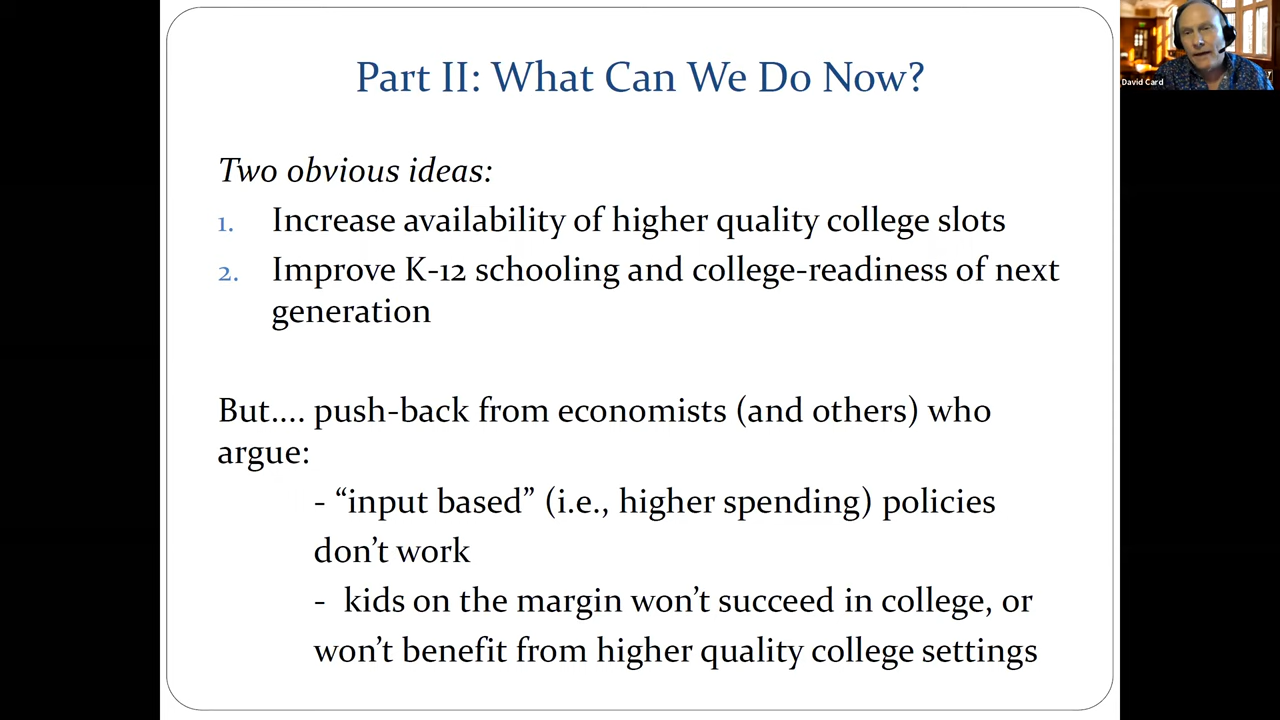 Part II: What Can We Do Now?
Two obvious ideas:
1. Increase availability of higher quality college slots
2. Improve K-12 schooling and college-readiness of next
generation
But.... push-back from economists (and others) who
argue:
- “input based” (i.e., higher spending) policies
don’t work
- kids on the margin won’t succeed in college, or
won’t benefit from higher quality college settings
David Card